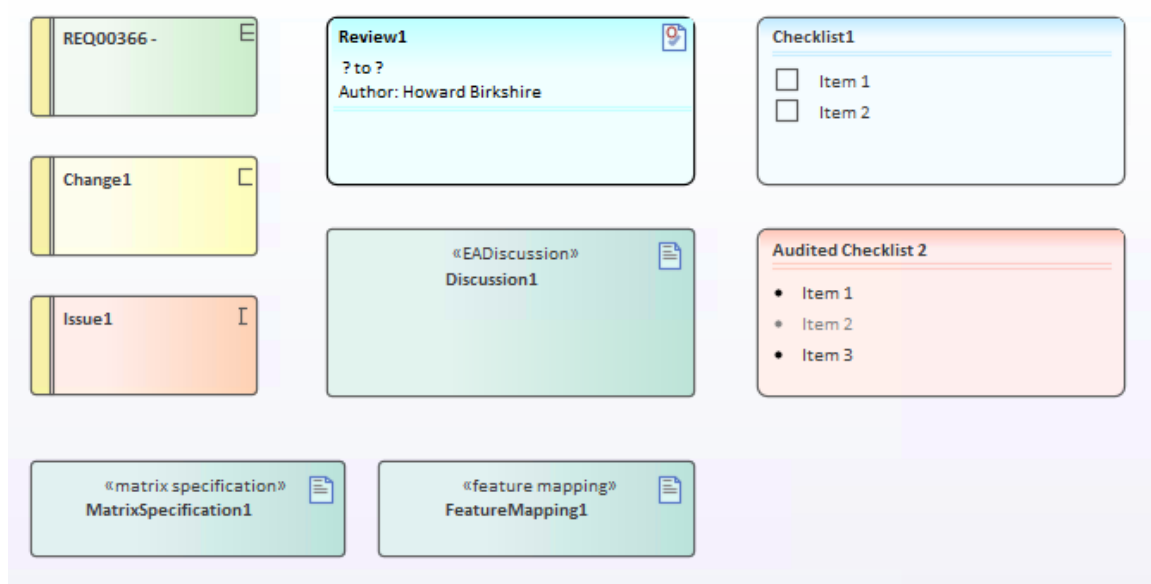 REQ00366 -
Review1
? to ?
Author: Howard Birkshire
Checklist1
Item 1
Item 2
Change1
«EADiscussion»
Discussion1
Audited Checklist 2
Item 1
Item 2
Item 3
Issue1
«matrix specification»
MatrixSpecification1
«feature mapping»
FeatureMapping1